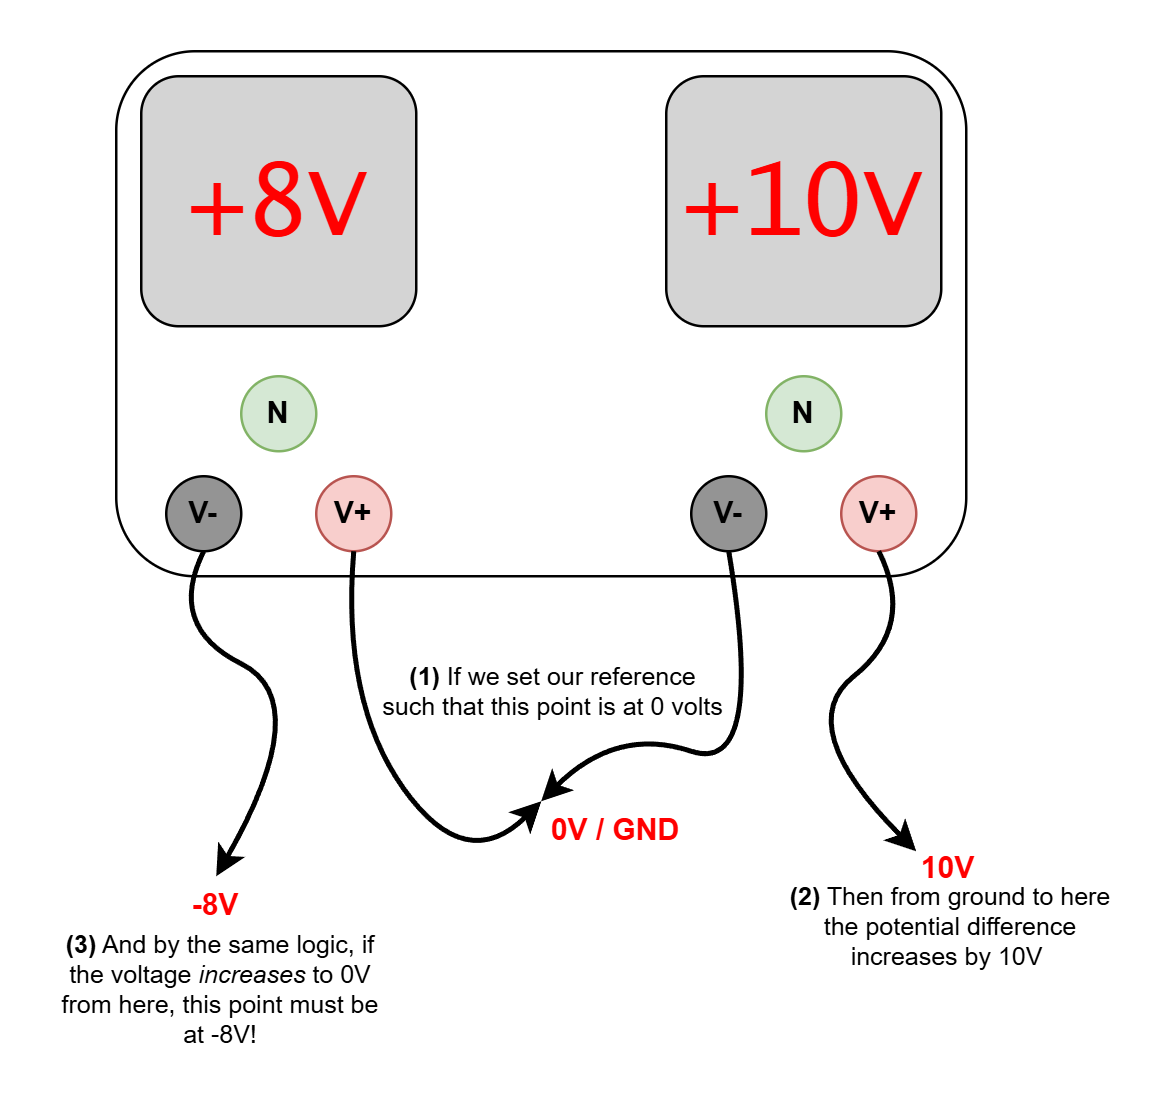 +8V
+10V
N
N
V-
V+
V-
V+
(1) If we set our reference
such that this point is at 0 volts
0V / GND
10V
(2) Then from ground to here
the potential difference
increases by 10V
-8V
(3) And by the same logic, if
the voltage increases to 0V
from here, this point must be
at -8V!